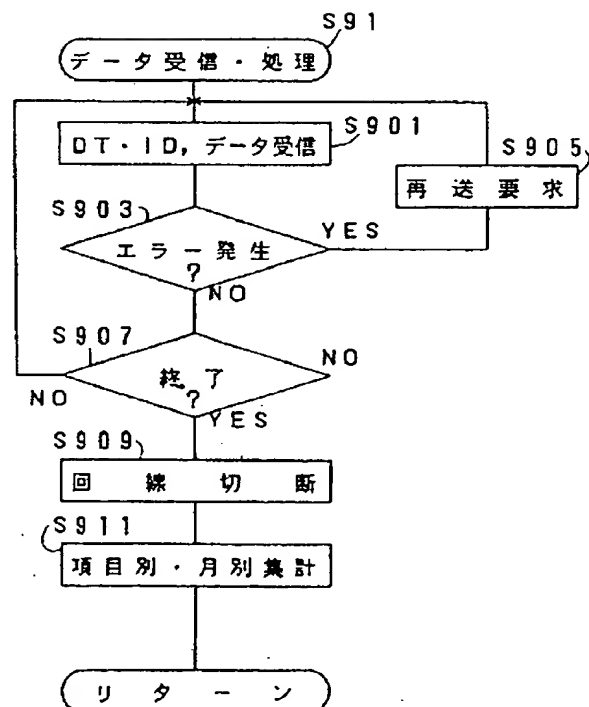 S91
データ受信・処理
S901
DT・ID，データ受信
S905
再送要求
S903
エラー発生
?
YES
NO
S907
終了
?
NO
NO
YES
S909
回線切断
S911
項目別・月別集計
リターン